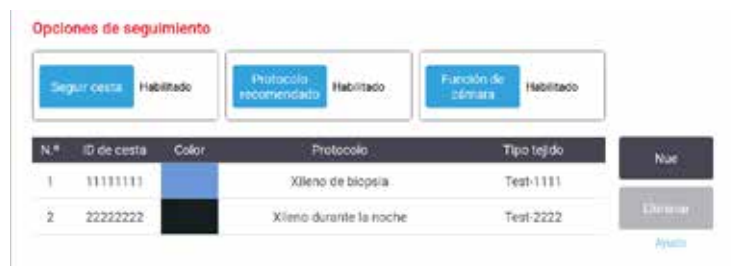 Opciones de seguimiento
Seguir cesta Habilitado
Protocolo recomendado Habilitado
Función de cámara Habilitado
N.º ID de cesta Color Protocolo Tipo tejido
1 11111111 Xileno de biopsia Test-1111
2 22222222 Xileno durante la noche Test-2222
Nue
Eliminar
Ayuda